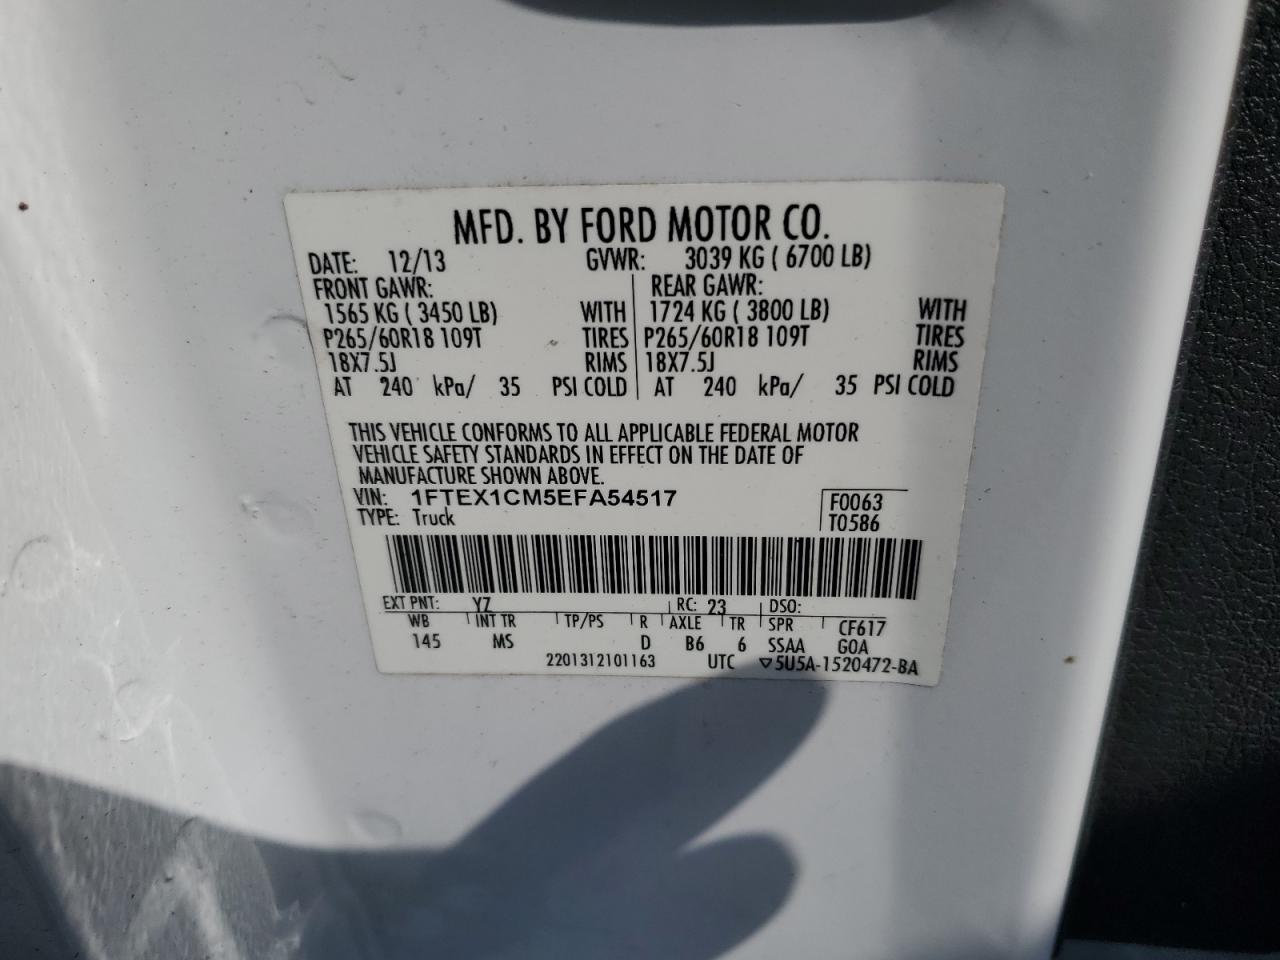 MFD. BY FORD MOTOR CO.
DATE: 12/13 GVWR: 3039 KG ( 6700 LB)
FRONT GAWR: REAR GAWR:
1565 KG ( 3450 LB) WITH 1724 KG ( 3800 LB) WITH
P265/60R18 109T TIRES P265/60R18 109T TIRES
18X7.5J RIMS 18X7.5J RIMS
AT 240 kPa/ 35 PSI COLD AT 240 kPa/ 35 PSI COLD
THIS VEHICLE CONFORMS TO ALL APPLICABLE FEDERAL MOTOR
VEHICLE SAFETY STANDARDS IN EFFECT ON THE DATE OF
MANUFACTURE SHOWN ABOVE.
VIN: 1FTEX1CM5EFA54517 F0063
TYPE: Truck T0586
EXT PNT: YZ RC: 23 DSO:
WB INT TR TP/PS R AXLE TR SPR CF617
145 MS D B6 6 SSAA GOA
2201312101163 UTC ▽5U5A-1520472-BA